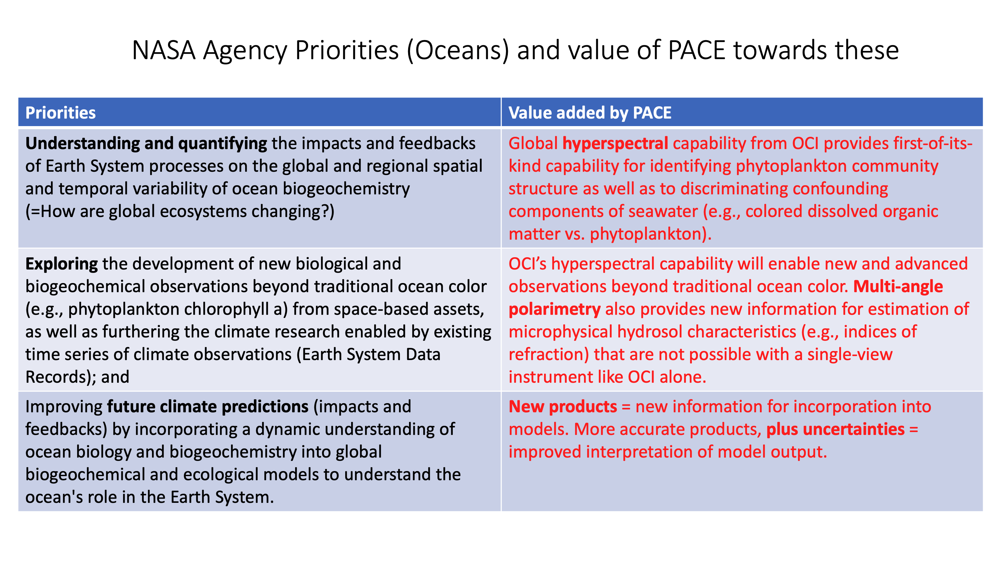 NASA Agency Priorities (Oceans) and value of PACE towards these
Priorities
Value added by PACE
Understanding and quantifying the impacts and feedbacks
of Earth System processes on the global and regional spatial
and temporal variability of ocean biogeochemistry
(=How are global ecosystems changing?)
Global hyperspectral capability from OCI provides first-of-its-
kind capability for identifying phytoplankton community
structure as well as to discriminating confounding
components of seawater (e.g., colored dissolved organic
matter vs. phytoplankton).
Exploring the development of new biological and
biogeochemical observations beyond traditional ocean color
(e.g., phytoplankton chlorophyll a) from space-based assets,
as well as furthering the climate research enabled by existing
time series of climate observations (Earth System Data
Records); and
OCI’s hyperspectral capability will enable new and advanced
observations beyond traditional ocean color. Multi-angle
polarimetry also provides new information for estimation of
microphysical hydrosol characteristics (e.g., indices of
refraction) that are not possible with a single-view
instrument like OCI alone.
Improving future climate predictions (impacts and
feedbacks) by incorporating a dynamic understanding of
ocean biology and biogeochemistry into global
biogeochemical and ecological models to understand the
ocean's role in the Earth System.
New products = new information for incorporation into
models. More accurate products, plus uncertainties =
improved interpretation of model output.